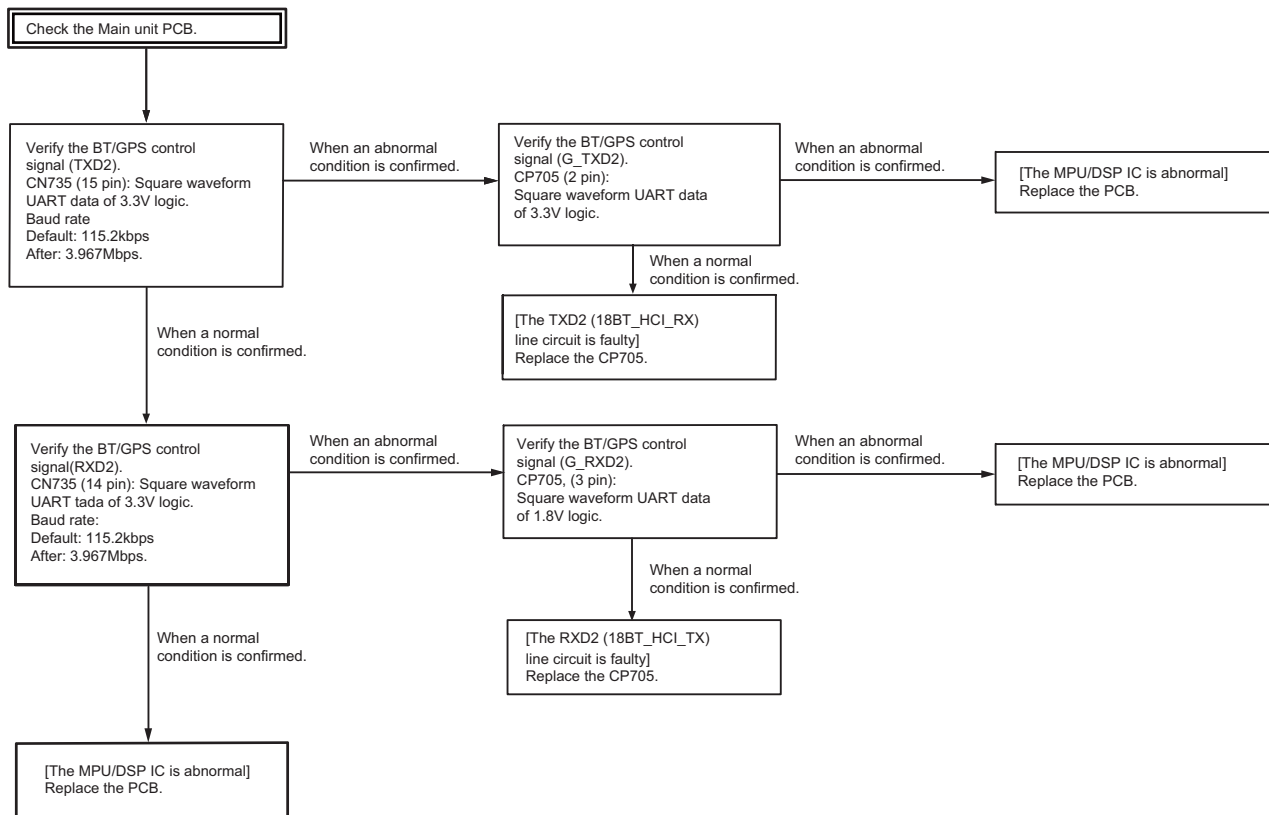 Check the Main unit PCB.
Verify the BT/GPS control
signal (TXD2).
CN735 (15 pin): Square waveform
UART data of 3.3V logic.
Baud rate
Default: 115.2kbps
After: 3.967Mbps.
When an abnormal
condition is confirmed.
Verify the BT/GPS control
signal (G_TXD2).
CP705 (2 pin):
Square waveform UART data
of 3.3V logic.
When an abnormal
condition is confirmed.
[The MPU/DSP IC is abnormal]
Replace the PCB.
When a normal
condition is confirmed.
[The TXD2 (18BT_HCI_RX)
line circuit is faulty]
Replace the CP705.
When a normal
condition is confirmed.
Verify the BT/GPS control
signal(RXD2).
CN735 (14 pin): Square waveform
UART tada of 3.3V logic.
Baud rate:
Default: 115.2kbps
After: 3.967Mbps.
When an abnormal
condition is confirmed.
Verify the BT/GPS control
signal (G_RXD2).
CP705, (3 pin):
Square waveform UART data
of 1.8V logic.
When an abnormal
condition is confirmed.
[The MPU/DSP IC is abnormal]
Replace the PCB.
When a normal
condition is confirmed.
[The RXD2 (18BT_HCI_TX)
line circuit is faulty]
Replace the CP705.
When a normal
condition is confirmed.
[The MPU/DSP IC is abnormal]
Replace the PCB.